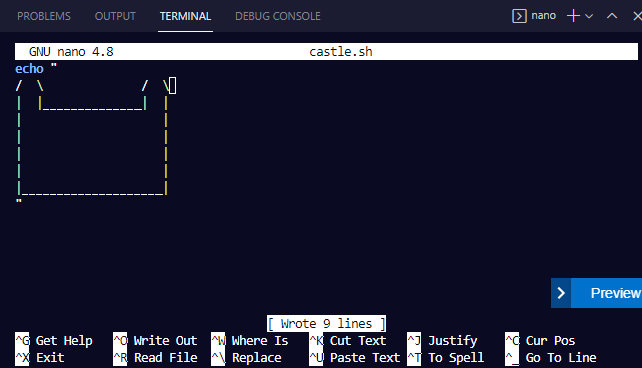 PROBLEMS OUTPUT TERMINAL DEBUG CONSOLE nano
GNU nano 4.8 castle.sh
echo "
/  \              /  \
|  |______________|  |
|                    |
|                    |
|                    |
|                    |
|____________________|
"
Preview
[ Wrote 9 lines ]
^G Get Help ^O Write Out ^W Where Is ^K Cut Text ^J Justify ^C Cur Pos
^X Exit ^R Read File ^\ Replace ^U Paste Text ^T To Spell ^_ Go To Line